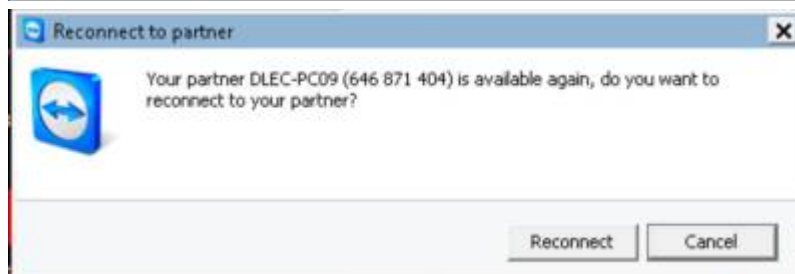 Reconnect to partner
Your partner DLEC-PC09 (646 871 404) is available again, do you want to
reconnect to your partner?
Reconnect Cancel